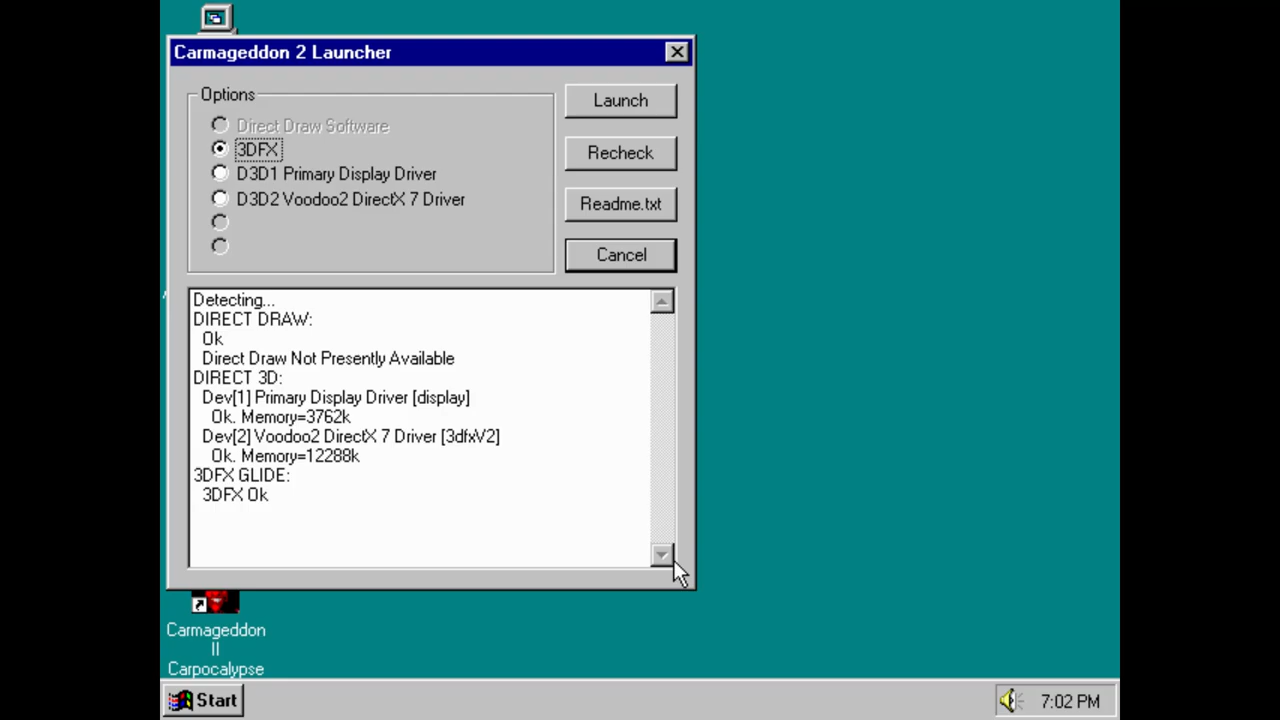 Carmageddon 2 Launcher
Options
Direct Draw Software
3DFX
D3D1 Primary Display Driver
D3D2 Voodoo2 DirectX 7 Driver
Launch
Recheck
Readme.txt
Cancel
Detecting...
DIRECT DRAW:
Ok
Direct Draw Not Presently Available
DIRECT 3D:
Dev[1] Primary Display Driver [display]
Ok. Memory=3762k
Dev[2] Voodoo2 DirectX 7 Driver [3dfxV2]
Ok. Memory=12288k
3DFX GLIDE:
3DFX Ok
Carmageddon
II
Carpocalypse
Start
7:02 PM